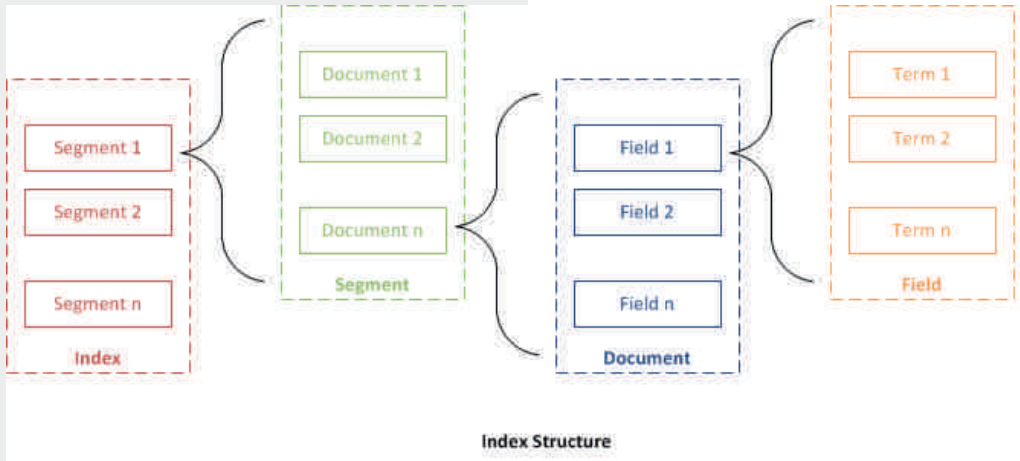 Segment 1
Segment 2
Segment n
Index
Document 1
Document 2
Document n
Segment
Field 1
Field 2
Field n
Document
Term 1
Term 2
Term n
Field
Index Structure